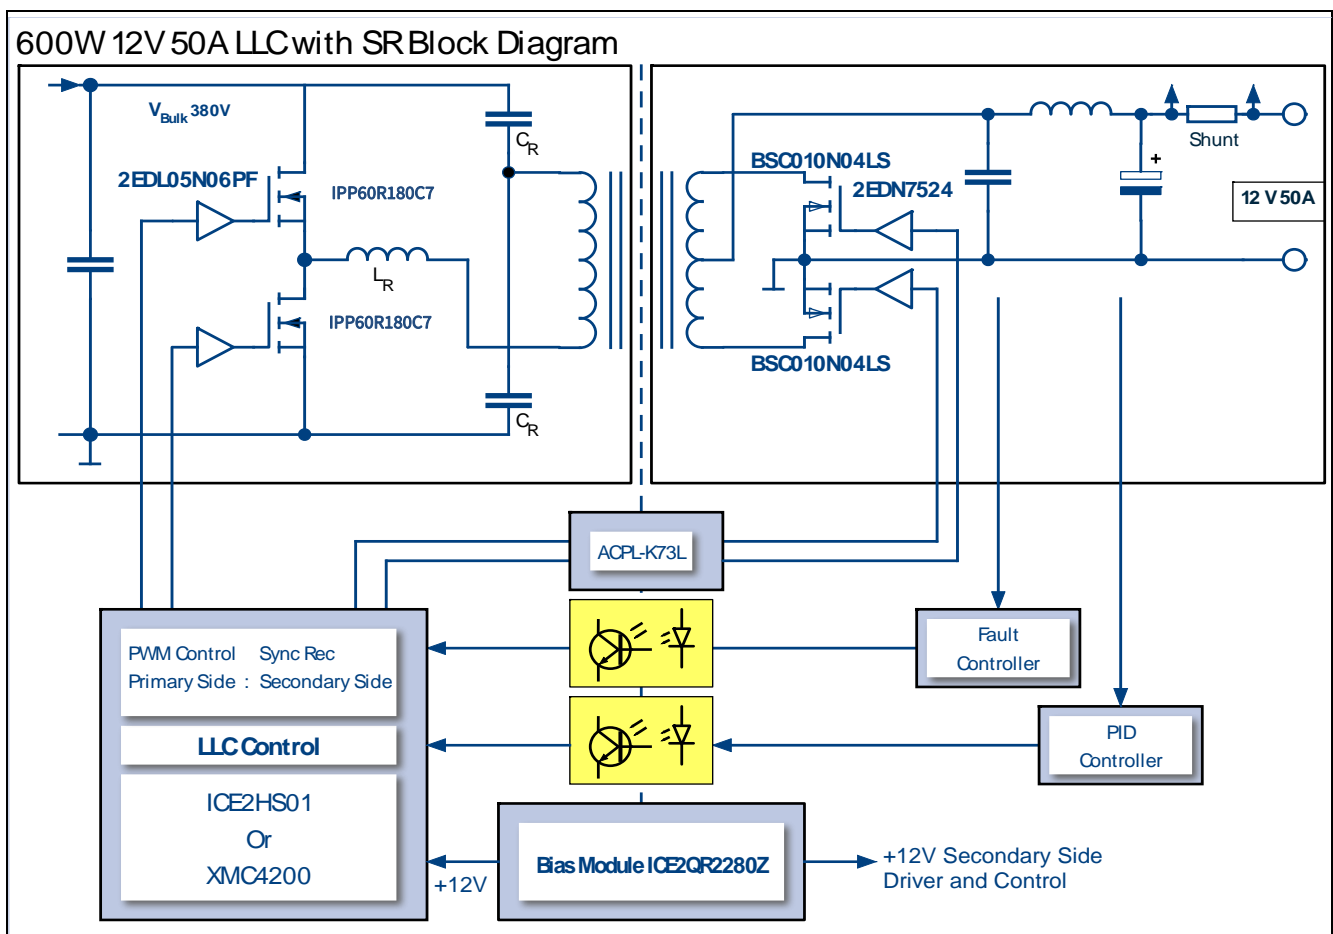 600W 12V 50A LLC with SR Block Diagram
VBulk 380V
CR
2EDL05N06PF
IPP60R180C7
LR
IPP60R180C7
CR
BSC010N04LS
2EDN7524
BSC010N04LS
Shunt
+
12 V 50A
ACPL-K73L
PWM Control Sync Rec
Primary Side : Secondary Side
LLC Control
ICE2HS01
Or
XMC4200
Fault
Controller
PID
Controller
Bias Module ICE2QR2280Z
+12V
+12V Secondary Side
Driver and Control